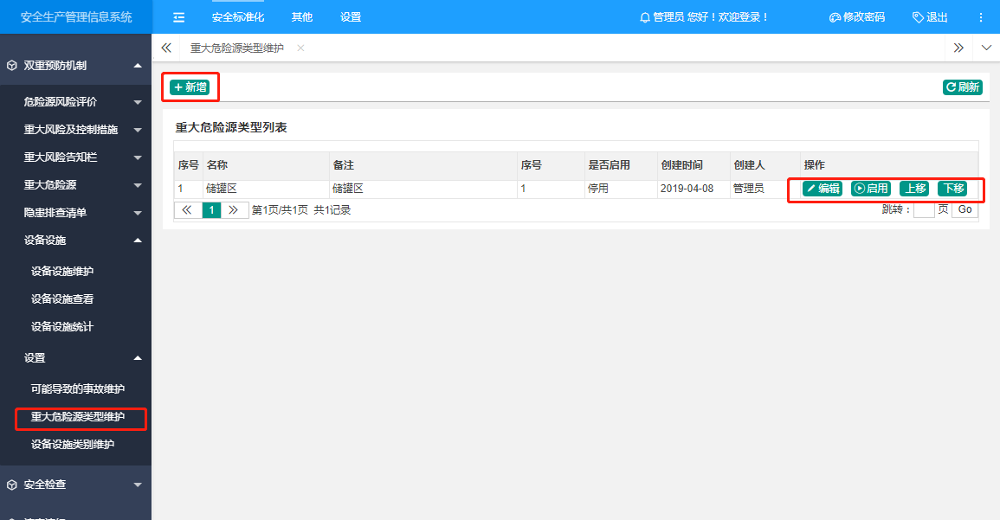 安全生产管理信息系统
安全标准化 其他 设置 管理员 您好！欢迎登录！ 修改密码 退出
重大危险源类型维护
双重预防机制
危险源风险评价
重大风险及控制措施
重大风险告知栏
重大危险源
隐患排查清单
设备设施
设备设施维护
设备设施查看
设备设施统计
设置
可能导致的事故维护
重大危险源类型维护
设备设施类别维护
安全检查
新增 刷新
重大危险源类型列表
序号 名称 备注 序号 是否启用 创建时间 创建人 操作
1 储罐区 储罐区 1 停用 2019-04-08 管理员 编辑 启用 上移 下移
1 第1页/共1页 共1记录 跳转： 页 Go